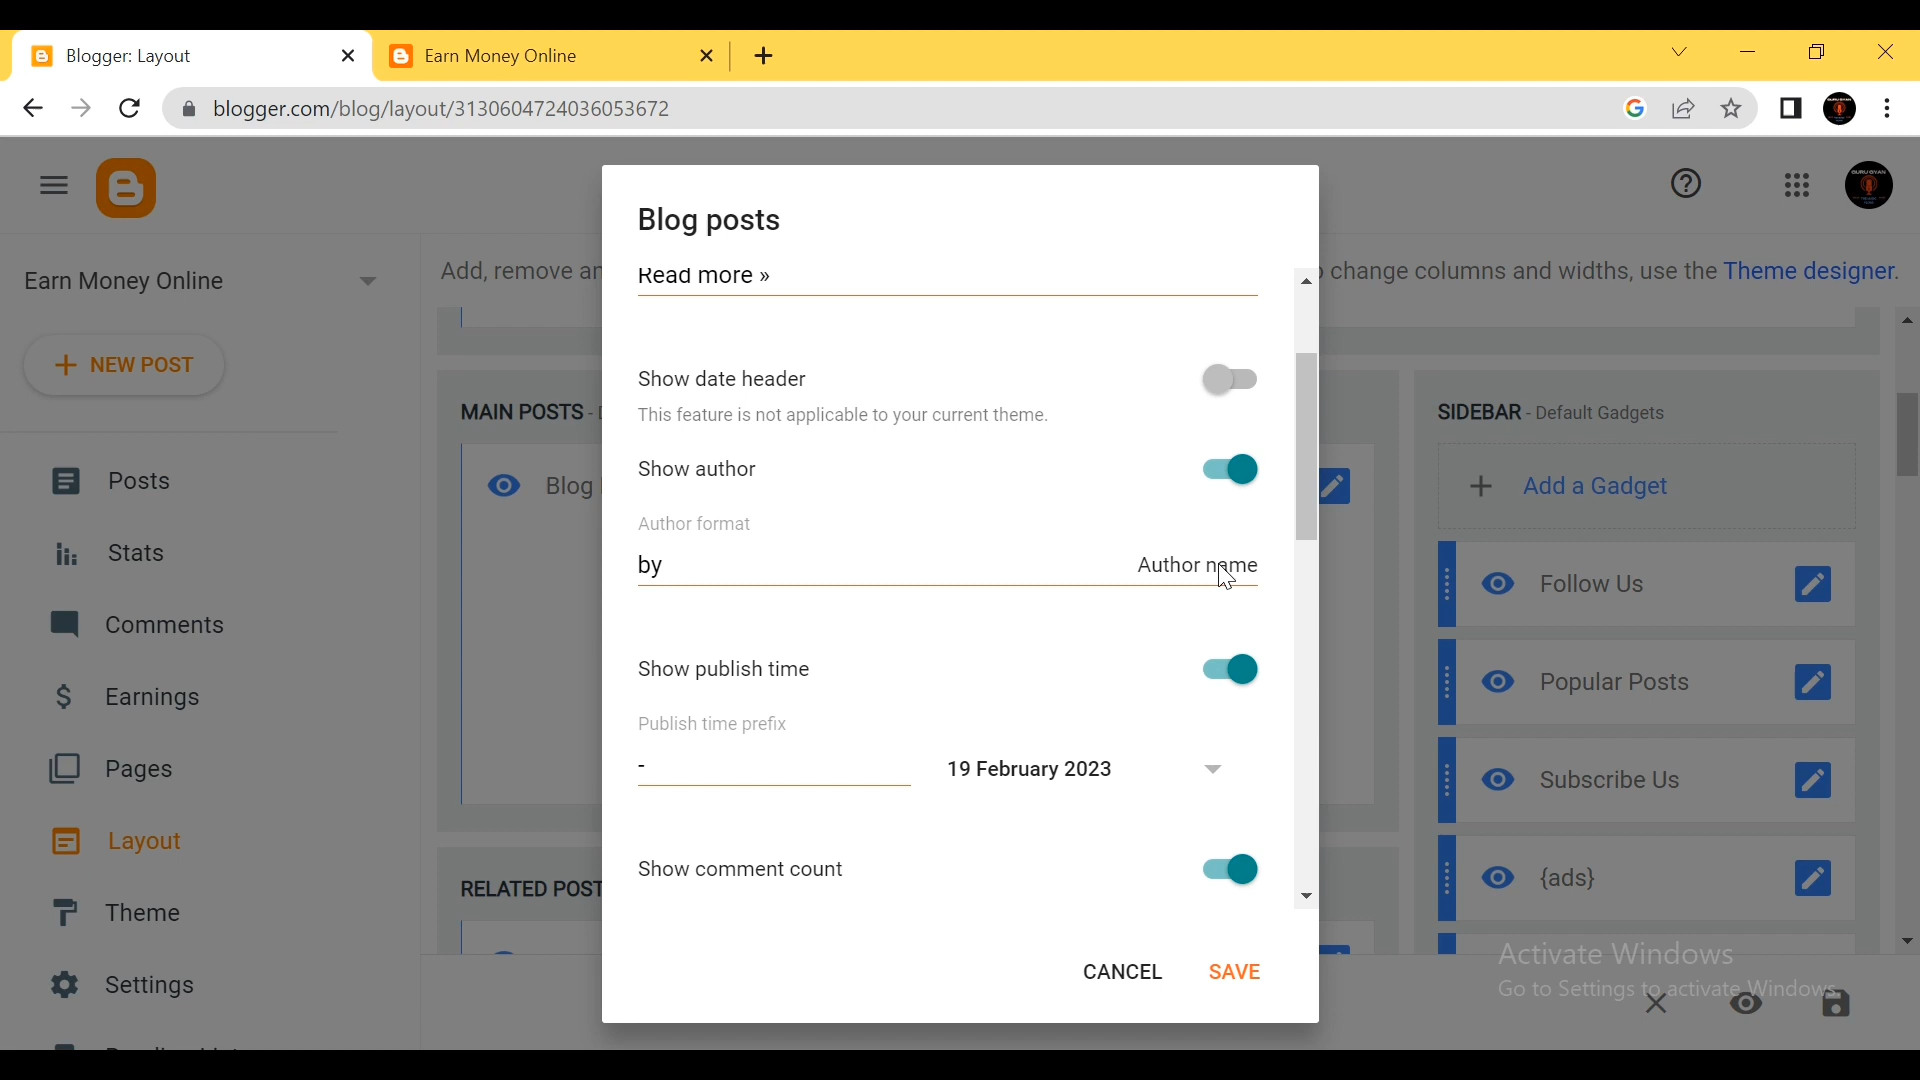 Blogger: Layout
Earn Money Online
blogger.com/blog/layout/3130604724036053672
Earn Money Online
NEW POST
Posts
Stats
Comments
Earnings
Pages
Layout
Theme
Settings
Add, remove an
o change columns and widths, use the Theme designer.
MAIN POSTS -
Blog
RELATED POST
Blog posts
Read more »
Show date header
This feature is not applicable to your current theme.
Show author
Author format
by Author name
Show publish time
Publish time prefix
- 19 February 2023
Show comment count
CANCEL SAVE
SIDEBAR - Default Gadgets
Add a Gadget
Follow Us
Popular Posts
Subscribe Us
{ads}
Activate Windows
Go to Settings to activate Windows.